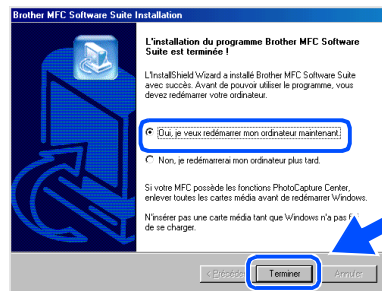 Brother MFC Software Suite Installation
L'installation du programme Brother MFC Software
Suite est terminée !
L'InstallShield Wizard a installé Brother MFC Software Suite
avec succès. Avant de pouvoir utiliser le programme, vous
devez redémarrer votre ordinateur.
Oui, je veux redémarrer mon ordinateur maintenant.
Non, je redémarrerai mon ordinateur plus tard.
Si votre MFC possède les fonctions PhotoCapture Center,
enlever toutes les cartes média avant de redémarrer Windows.
N'insérer pas une carte média tant que Windows n'a pas
de se charger.
< Précédent Terminer Annuler